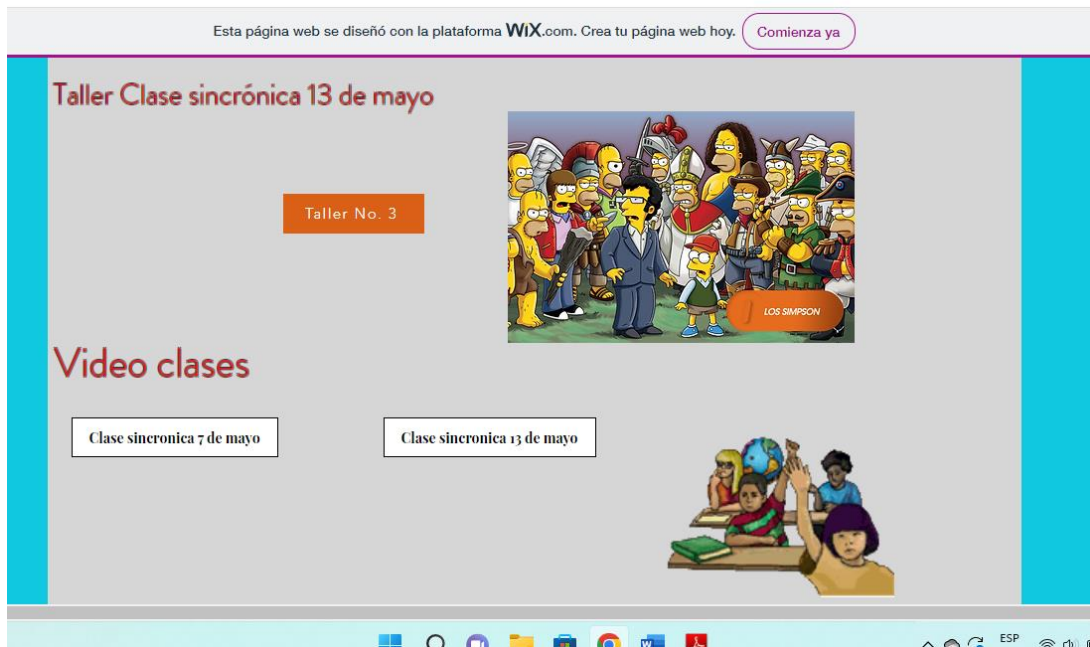 Esta página web se diseñó con la plataforma WiX.com. Crea tu página web hoy. Comienza ya
Taller Clase sincrónica 13 de mayo
Taller No. 3
LOS SIMPSON
Video clases
Clase sincronica 7 de mayo
Clase sincronica 13 de mayo
ESP